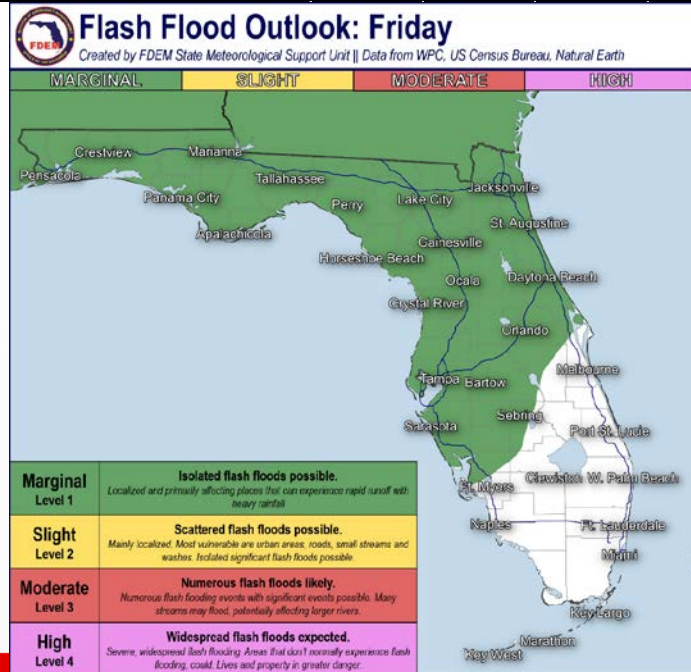 FDEM
Flash Flood Outlook: Friday
Created by FDEM State Meteorological Support Unit || Data from WPC, US Census Bureau, Natural Earth
MARGINAL SLIGHT MODERATE HIGH
Crestview
Marianna
Pensacola
Tallahassee
Jacksonville
Panama City
Perry
Lake City
Apalachicola
St. Augustine
Gainesville
Horseshoe Beach
Ocala
Daytona Beach
Crystal River
Orlando
Melbourne
Tampa
Bartow
Sebring
Sarasota
Port St. Lucie
Clewiston
W. Palm Beach
Ft. Myers
Naples
Ft. Lauderdale
Miami
Key Largo
Marathon
Key West
Marginal
Level 1
Isolated flash floods possible.
Localized and primarily affecting places that can experience rapid runoff with
heavy rainfall
Slight
Level 2
Scattered flash floods possible.
Mainly localized. Most vulnerable are urban areas, roads, small streams and
washes. Isolated significant flash floods possible.
Moderate
Level 3
Numerous flash floods likely.
Numerous flash flooding events with significant events possible. Many
streams may flood, potentially affecting larger rivers.
High
Level 4
Widespread flash floods expected.
Severe, widespread flash flooding. Areas that don't normally experience flash
flooding, could. Lives and property in greater danger.